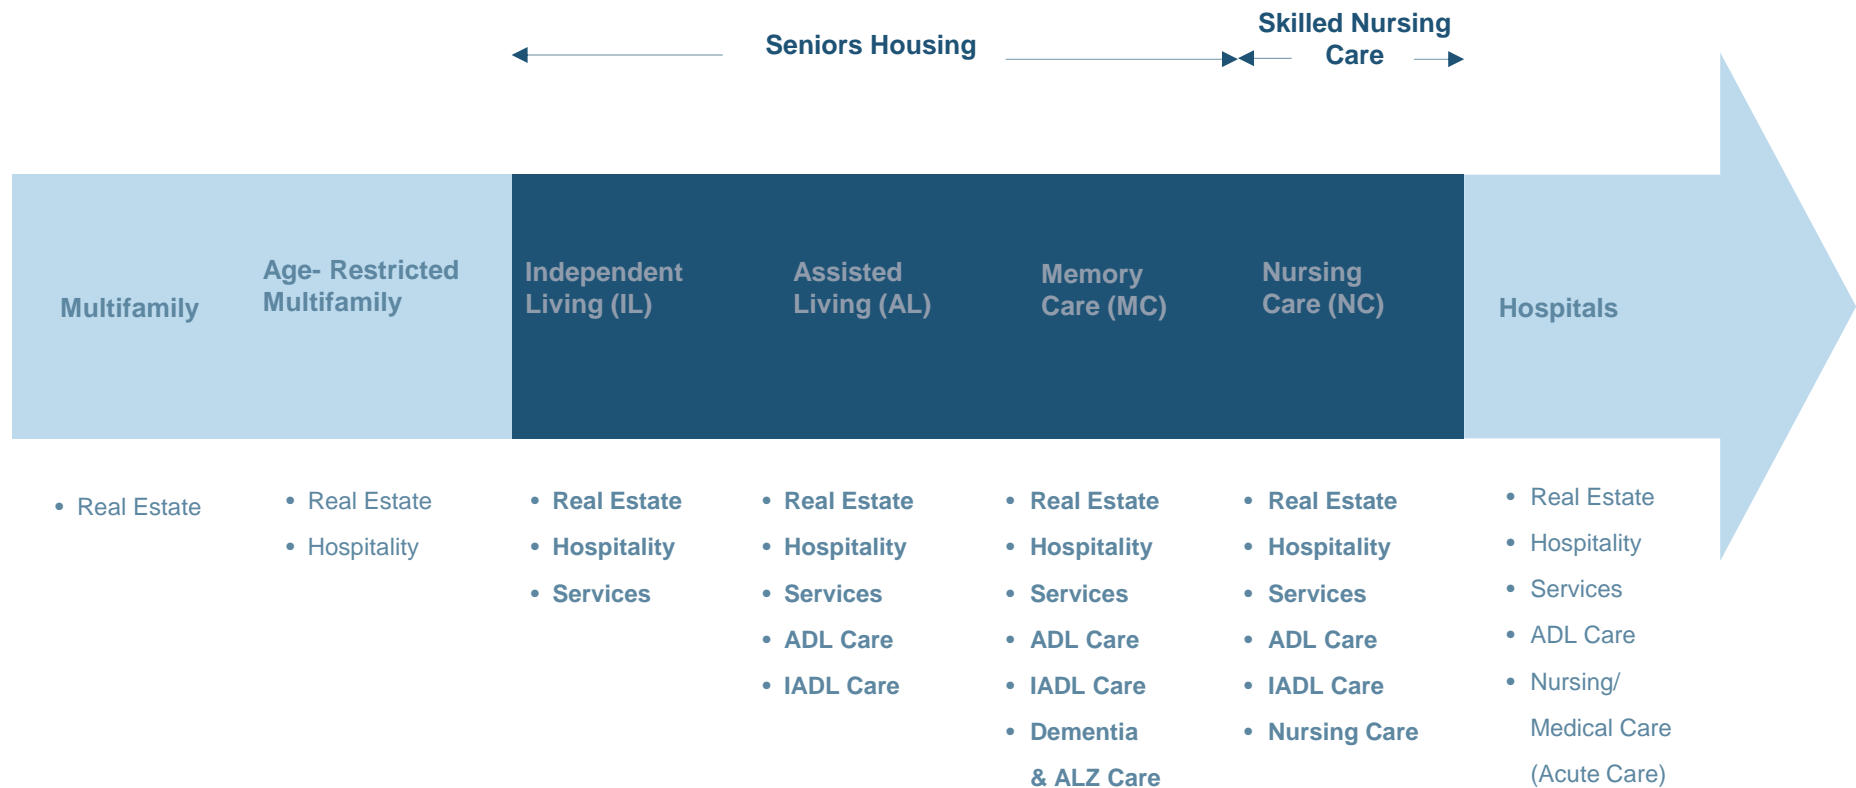 Seniors Housing
Skilled Nursing
Care
Multifamily
Age- Restricted
Multifamily
Independent
Living (IL)
Assisted
Living (AL)
Memory
Care (MC)
Nursing
Care (NC)
Hospitals
• Real Estate
• Real Estate
• Hospitality
• Real Estate
• Hospitality
• Services
• Real Estate
• Hospitality
• Services
• ADL Care
• IADL Care
• Real Estate
• Hospitality
• Services
• ADL Care
• IADL Care
• Dementia
& ALZ Care
• Real Estate
• Hospitality
• Services
• ADL Care
• IADL Care
• Nursing Care
• Real Estate
• Hospitality
• Services
• ADL Care
• Nursing/
Medical Care
(Acute Care)